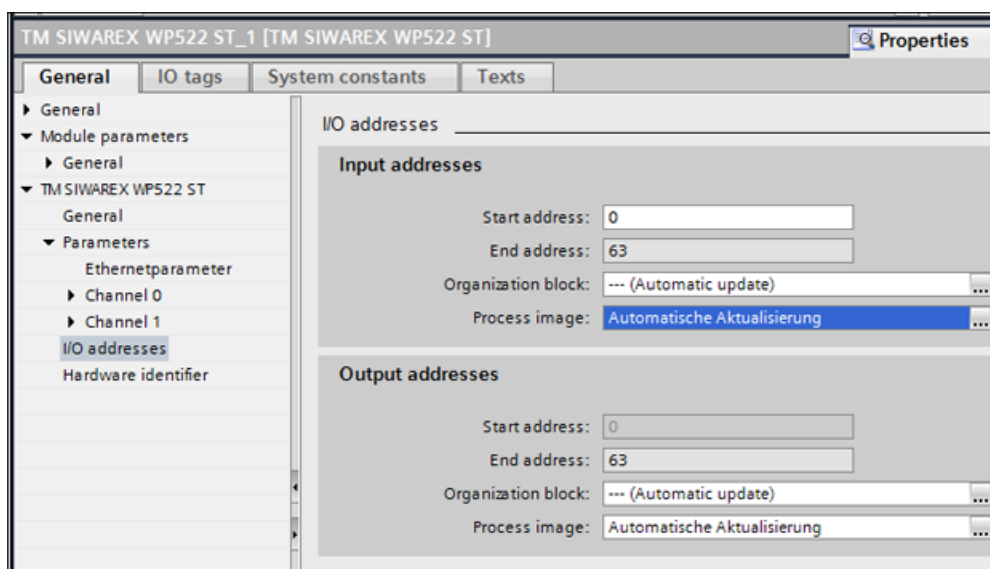 TM SIWAREX WP522 ST_1 [TM SIWAREX WP522 ST]
Properties
General
IO tags
System constants
Texts
General
Module parameters
General
TM SIWAREX WP522 ST
General
Parameters
Ethernetparameter
Channel 0
Channel 1
I/O addresses
Hardware identifier
I/O addresses
Input addresses
Start address: 0
End address: 63
Organization block: --- (Automatic update) ...
Process image: Automatische Aktualisierung ...
Output addresses
Start address: 0
End address: 63
Organization block: --- (Automatic update) ...
Process image: Automatische Aktualisierung ...